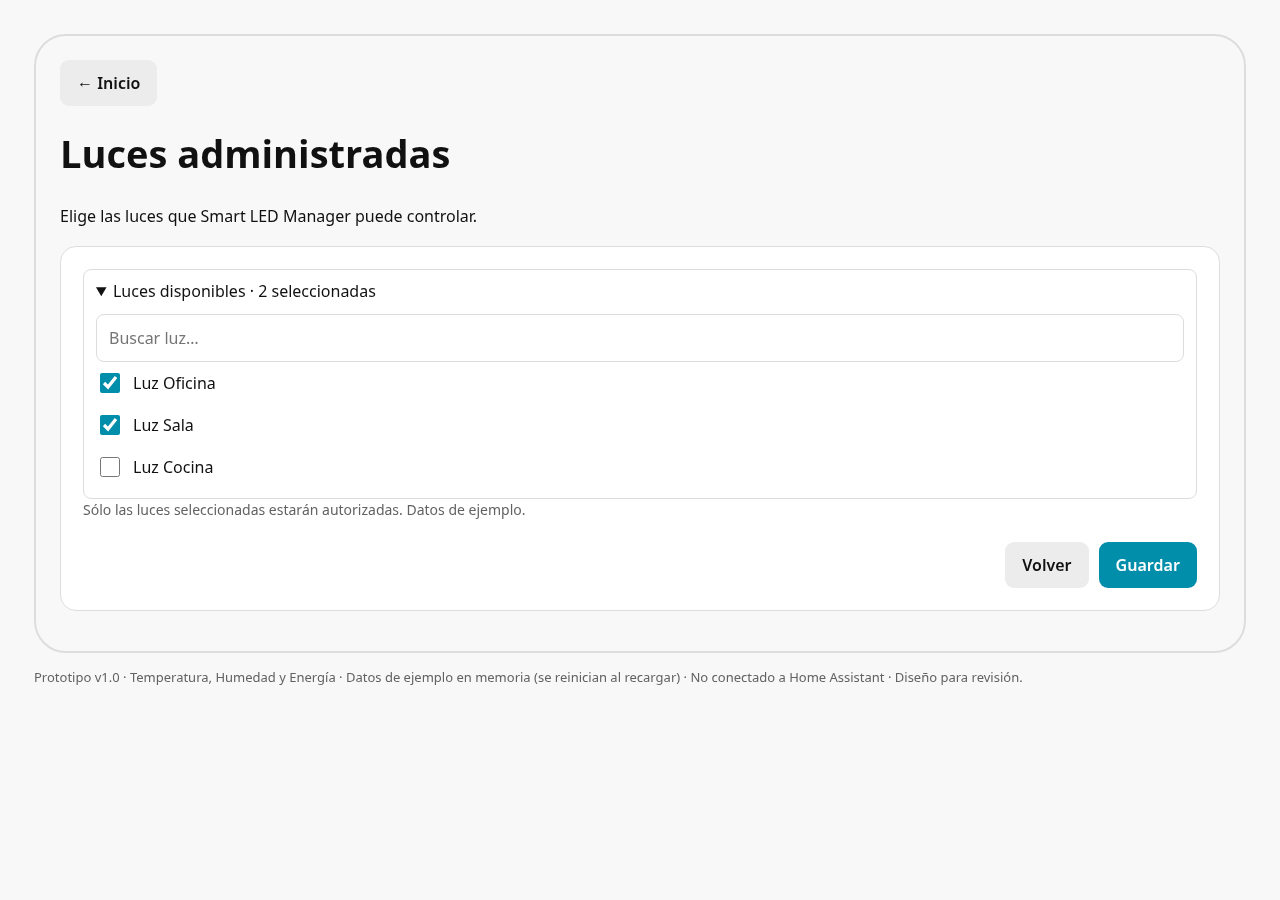 ← Inicio
Luces administradas
Elige las luces que Smart LED Manager puede controlar.
▼ Luces disponibles · 2 seleccionadas
Buscar luz...
Luz Oficina
Luz Sala
Luz Cocina
Sólo las luces seleccionadas estarán autorizadas. Datos de ejemplo.
Volver Guardar
Prototipo v1.0 · Temperatura, Humedad y Energía · Datos de ejemplo en memoria (se reinician al recargar) · No conectado a Home Assistant · Diseño para revisión.